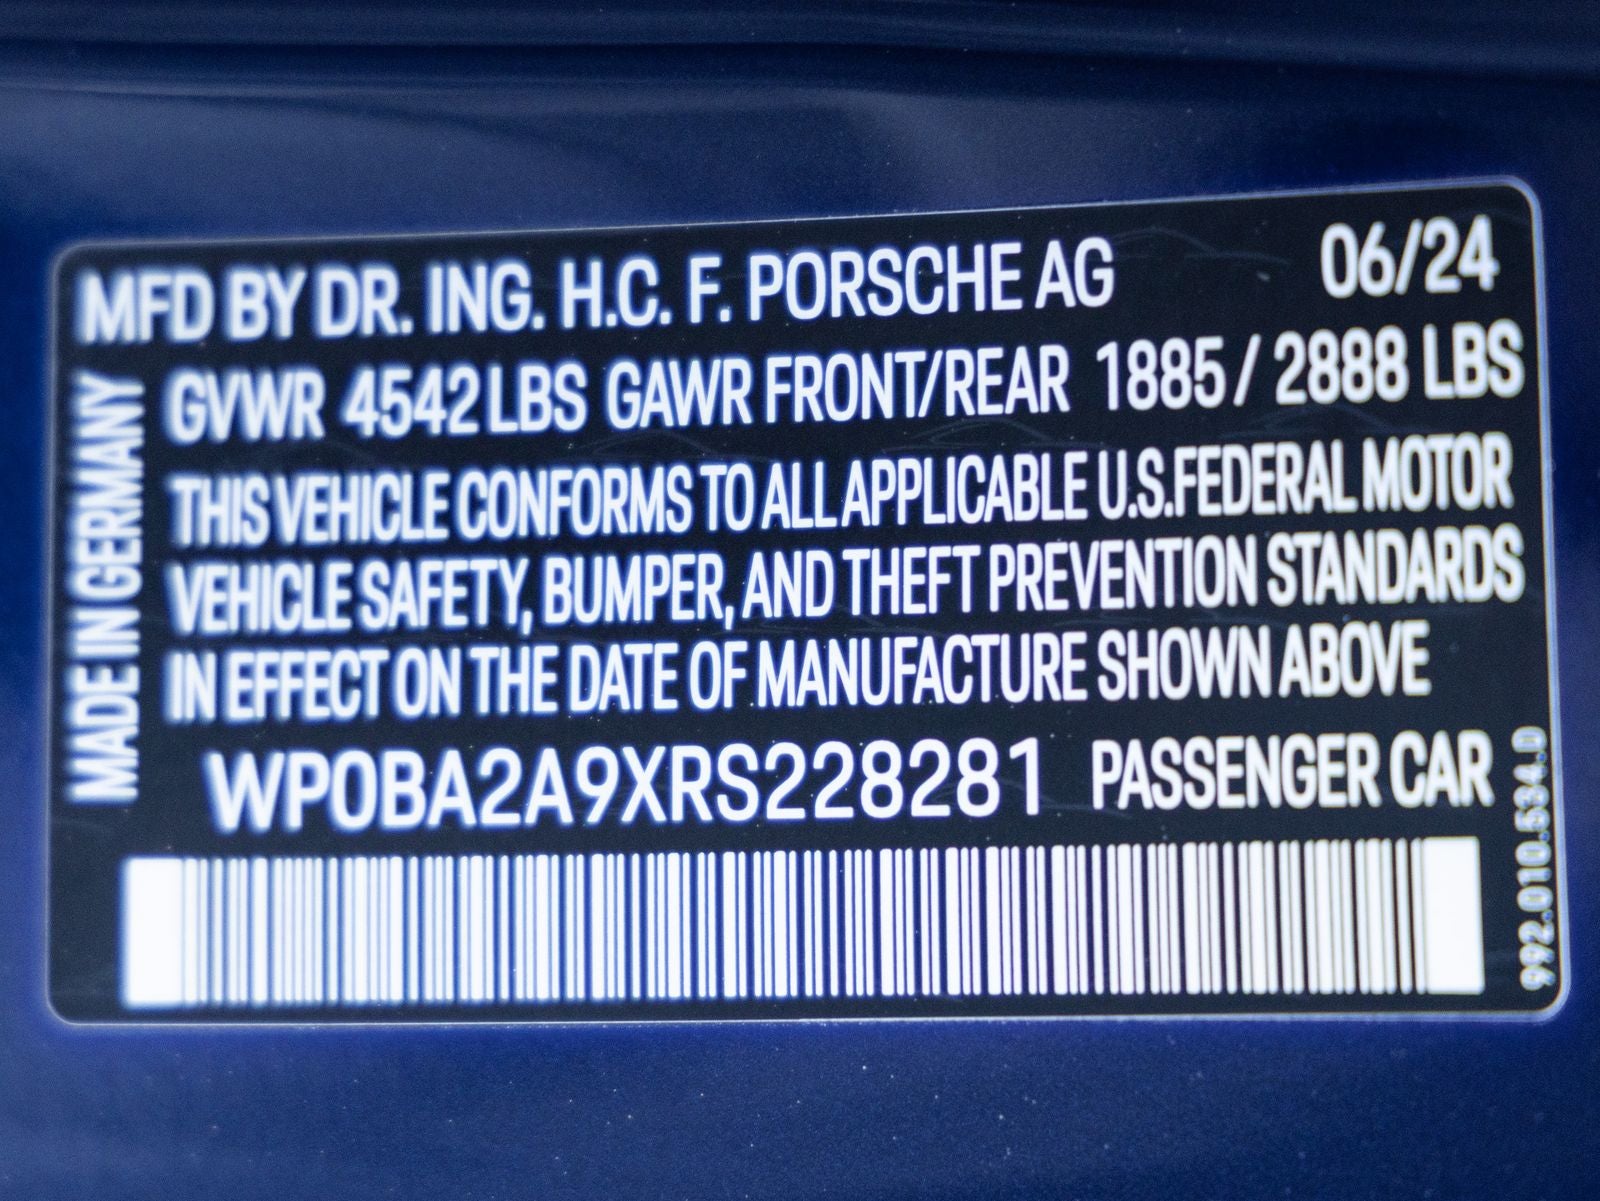 MFD BY DR. ING. H.C. F. PORSCHE AG 06/24
GVWR 4542 LBS GAWR FRONT/REAR 1885 / 2888 LBS
THIS VEHICLE CONFORMS TO ALL APPLICABLE U.S.FEDERAL MOTOR
VEHICLE SAFETY, BUMPER, AND THEFT PREVENTION STANDARDS
IN EFFECT ON THE DATE OF MANUFACTURE SHOWN ABOVE
WP0BA2A9XRS228281 PASSENGER CAR
MADE IN GERMANY
992.010.534.D